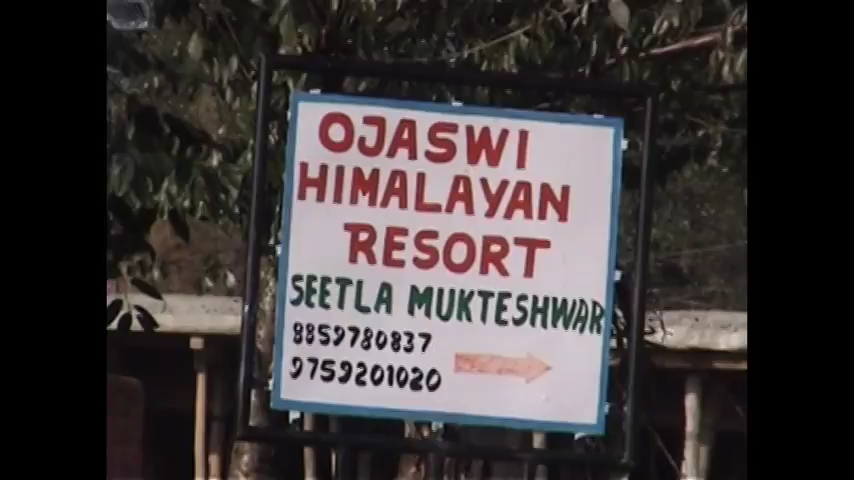 OJASWI
HIMALAYAN
RESORT
SEETLA MUKTESHWAR
8859780837
9759201020